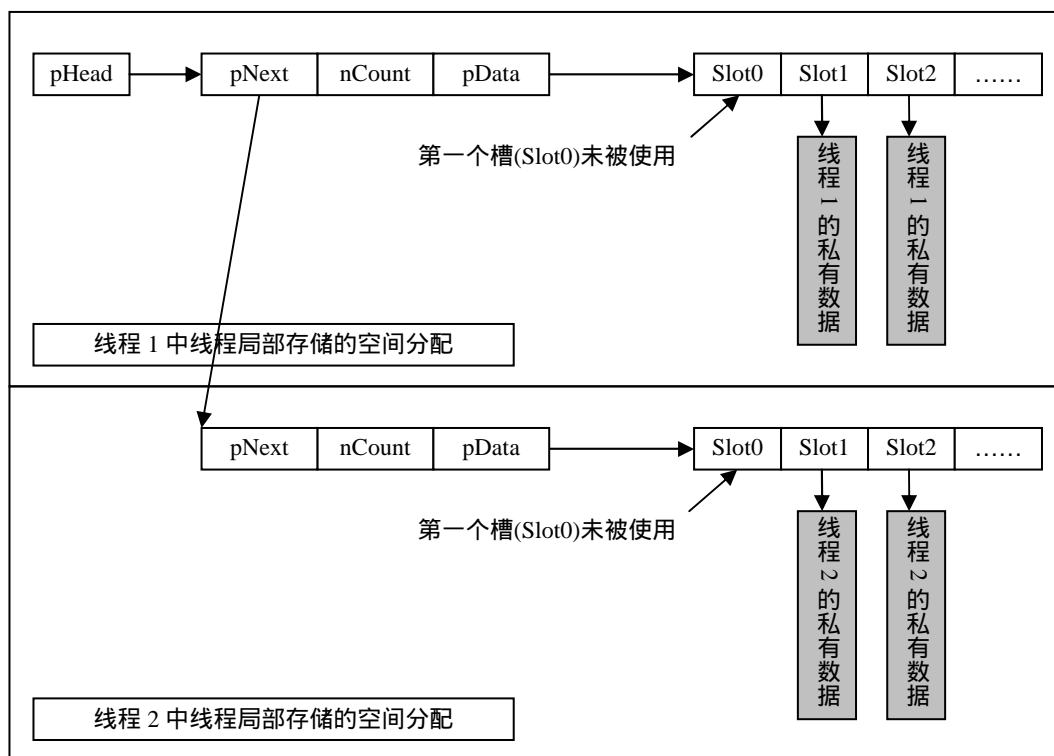 pHead pNext nCount pData Slot0 Slot1 Slot2 ……
第一个槽(Slot0)未被使用
线程 1 的私有数据
线程 1 的私有数据
线程 1 中线程局部存储的空间分配
pNext nCount pData Slot0 Slot1 Slot2 ……
第一个槽(Slot0)未被使用
线程 2 的私有数据
线程 2 的私有数据
线程 2 中线程局部存储的空间分配